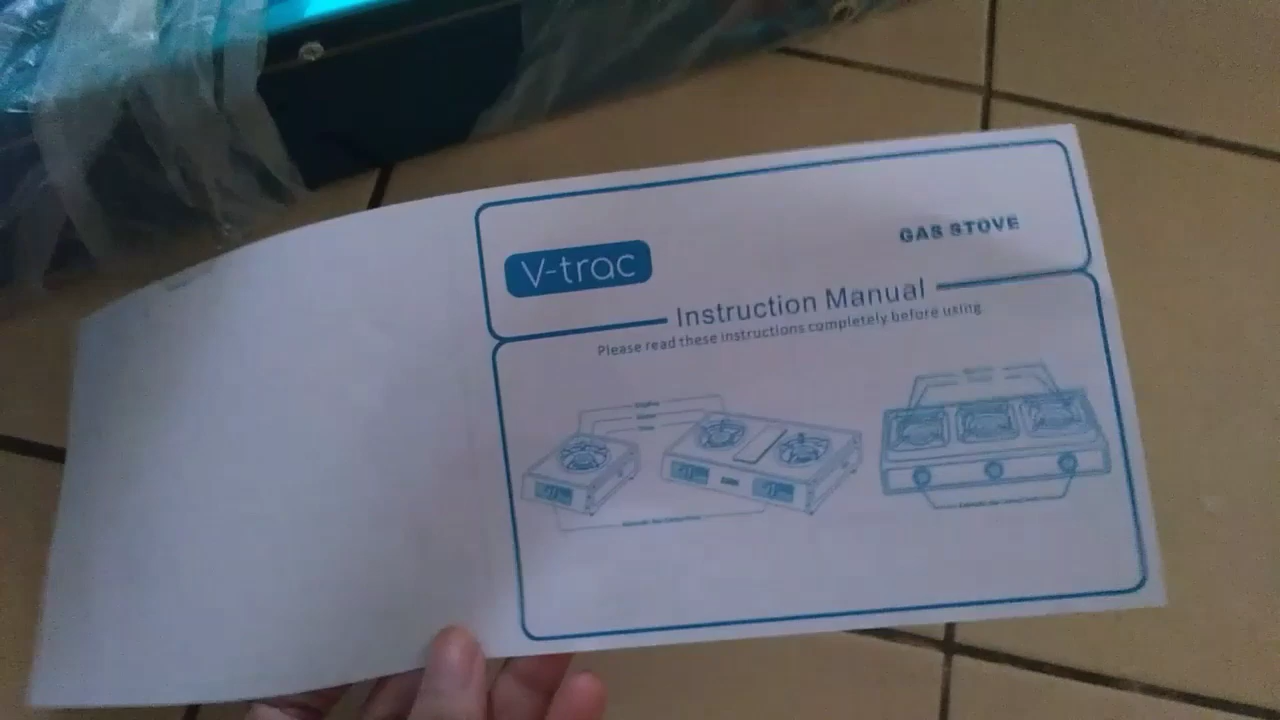 V-trac
GAS STOVE
Instruction Manual
Please read these instructions completely before using